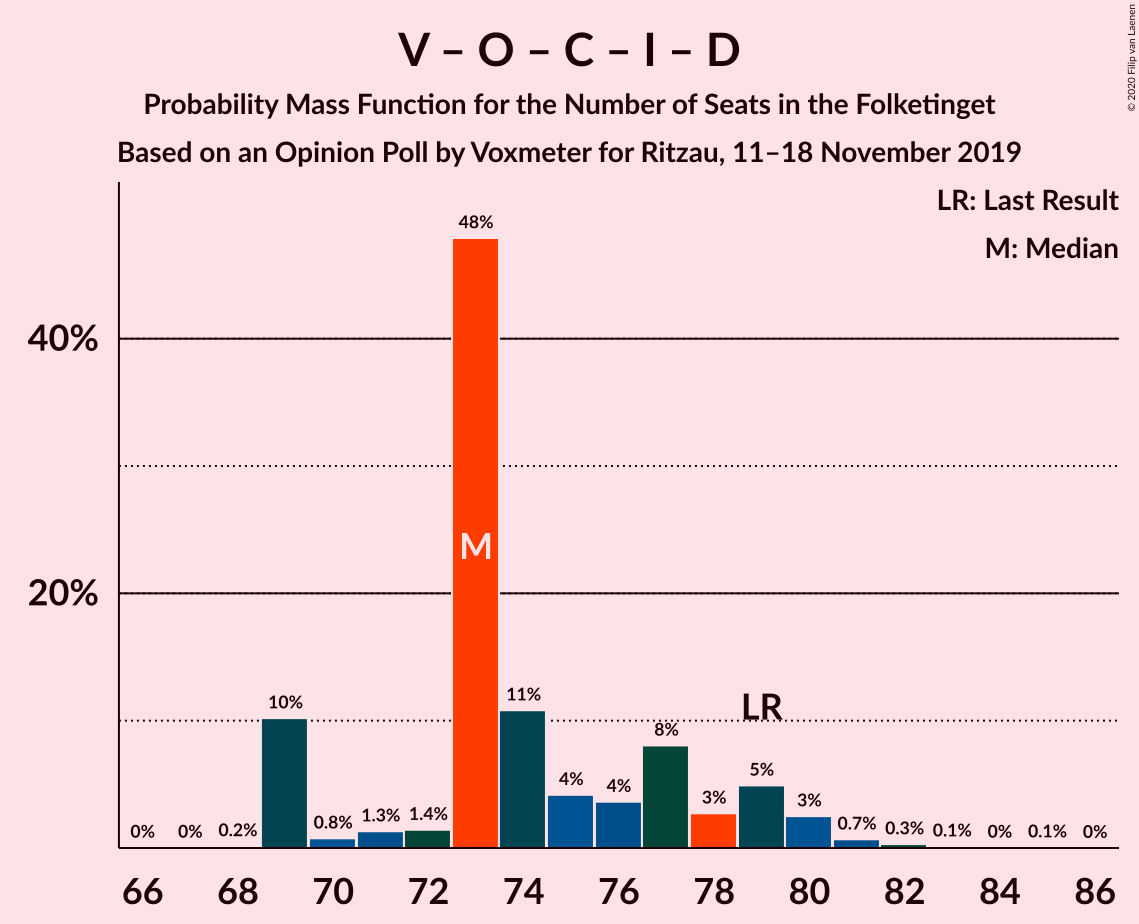 V – O – C – I – D
Probability Mass Function for the Number of Seats in the Folketinget
Based on an Opinion Poll by Voxmeter for Ritzau, 11–18 November 2019
© 2020 Filip van Laenen
LR: Last Result
M: Median
40%
20%
0%
0%
0.2%
10%
0.8%
1.3%
1.4%
48%
M
11%
4%
4%
8%
3%
LR
5%
3%
0.7%
0.3%
0.1%
0%
0.1%
0%
66 68 70 72 74 76 78 80 82 84 86